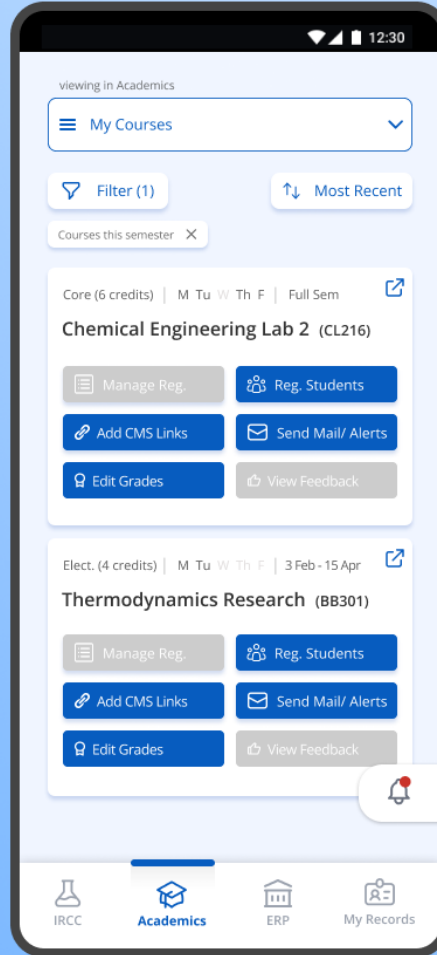 12:30
viewing in Academics
My Courses
Filter (1)
Most Recent
Courses this semester
Core (6 credits) | M Tu W Th F | Full Sem
Chemical Engineering Lab 2 (CL216)
Manage Reg. Reg. Students
Add CMS Links Send Mail/ Alerts
Edit Grades View Feedback
Elect. (4 credits) | M Tu W Th F | 3 Feb - 15 Apr
Thermodynamics Research (BB301)
Manage Reg. Reg. Students
Add CMS Links Send Mail/ Alerts
Edit Grades View Feedback
IRCC Academics ERP My Records